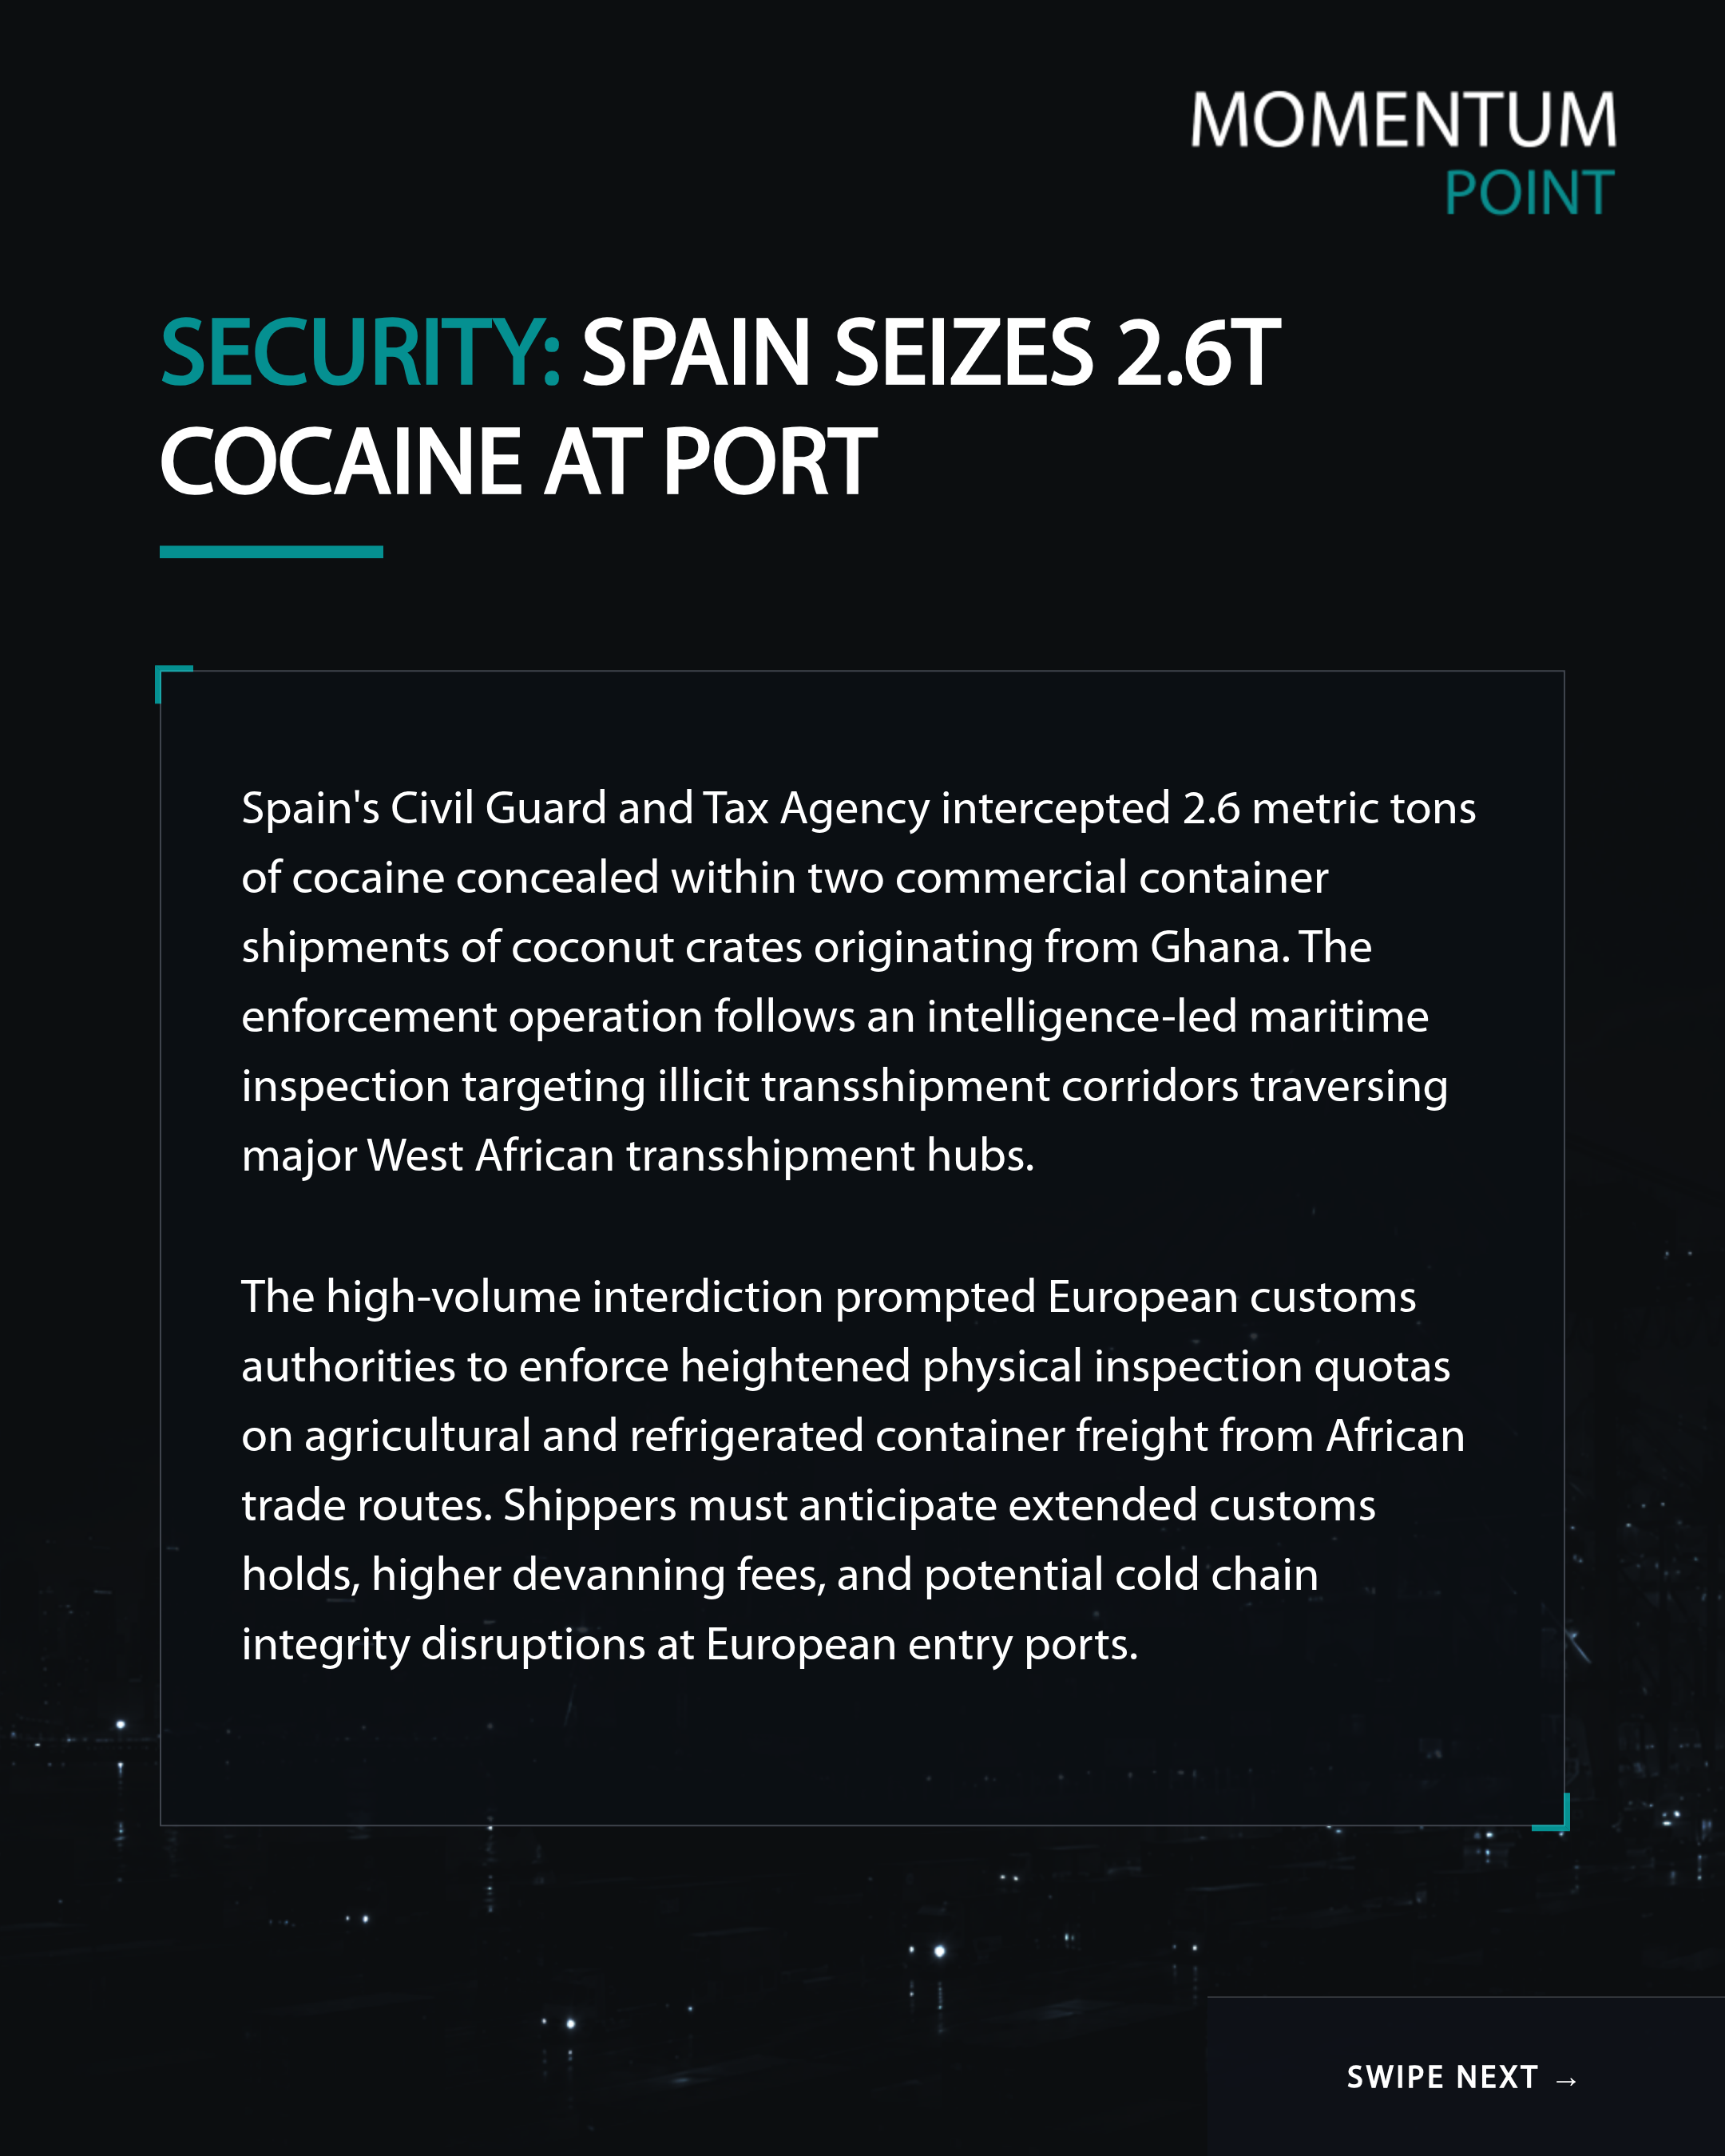 MOMENTUM
POINT
SECURITY: SPAIN SEIZES 2.6T
COCAINE AT PORT
Spain's Civil Guard and Tax Agency intercepted 2.6 metric tons
of cocaine concealed within two commercial container
shipments of coconut crates originating from Ghana. The
enforcement operation follows an intelligence-led maritime
inspection targeting illicit transshipment corridors traversing
major West African transshipment hubs.
The high-volume interdiction prompted European customs
authorities to enforce heightened physical inspection quotas
on agricultural and refrigerated container freight from African
trade routes. Shippers must anticipate extended customs
holds, higher devanning fees, and potential cold chain
integrity disruptions at European entry ports.
SWIPE NEXT →